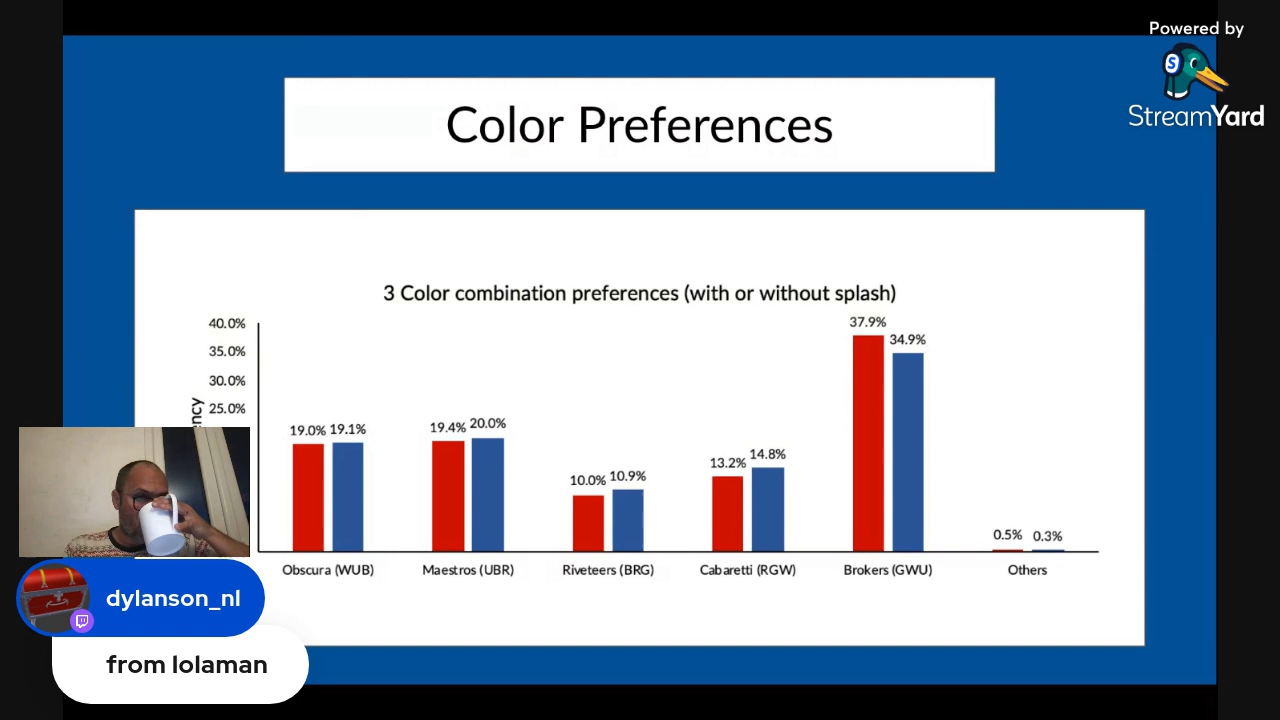 Powered by
StreamYard
Color Preferences
3 Color combination preferences (with or without splash)
40.0%
35.0%
30.0%
25.0%
19.0% 19.1%
19.4% 20.0%
10.0% 10.9%
13.2% 14.8%
37.9%
34.9%
0.5% 0.3%
Obscura (WUB)
Maestros (UBR)
Riveteers (BRG)
Cabaretti (RGW)
Brokers (GWU)
Others
dylanson_nl
from lolaman